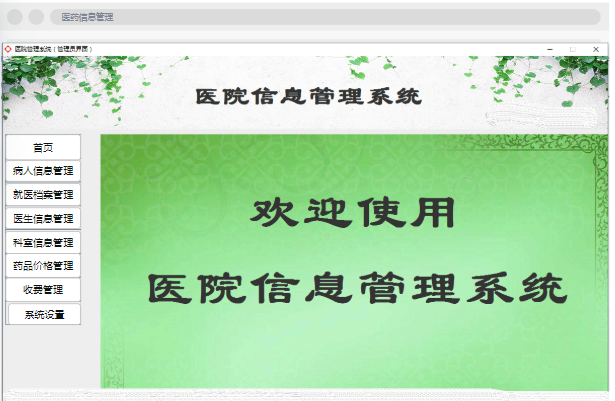 医药信息管理
医院管理系统（管理员界面）
医院信息管理系统
首页
病人信息管理
就医档案管理
医生信息管理
科室信息管理
药品价格管理
收费管理
系统设置
欢迎使用
医院信息管理系统